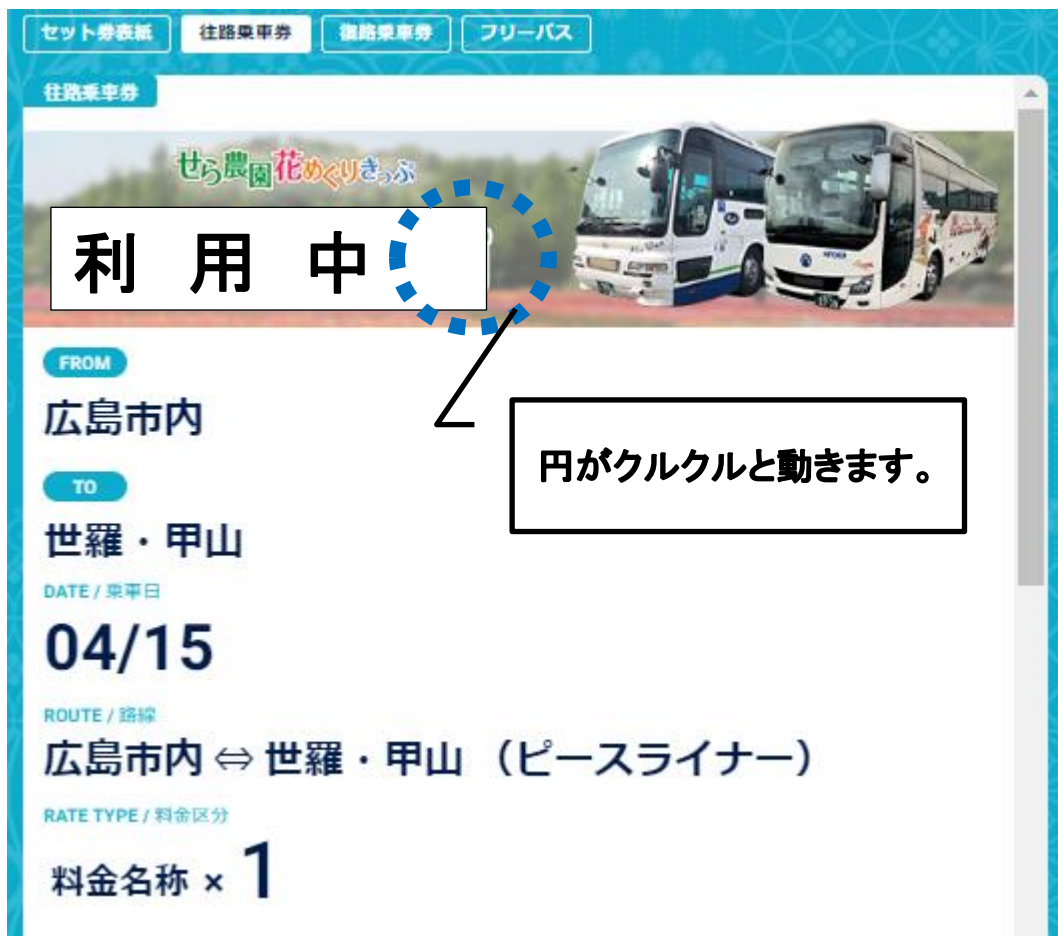 セット券表紙 往路乗車券 復路乗車券 フリーパス
往路乗車券
せら農園花めぐりきっぷ
利用中
FROM
広島市内
円がクルクルと動きます。
TO
世羅・甲山
DATE / 乗車日
04/15
ROUTE / 路線
広島市内 ⇔ 世羅・甲山 （ピースライナー）
RATE TYPE / 料金区分
料金名称 × 1